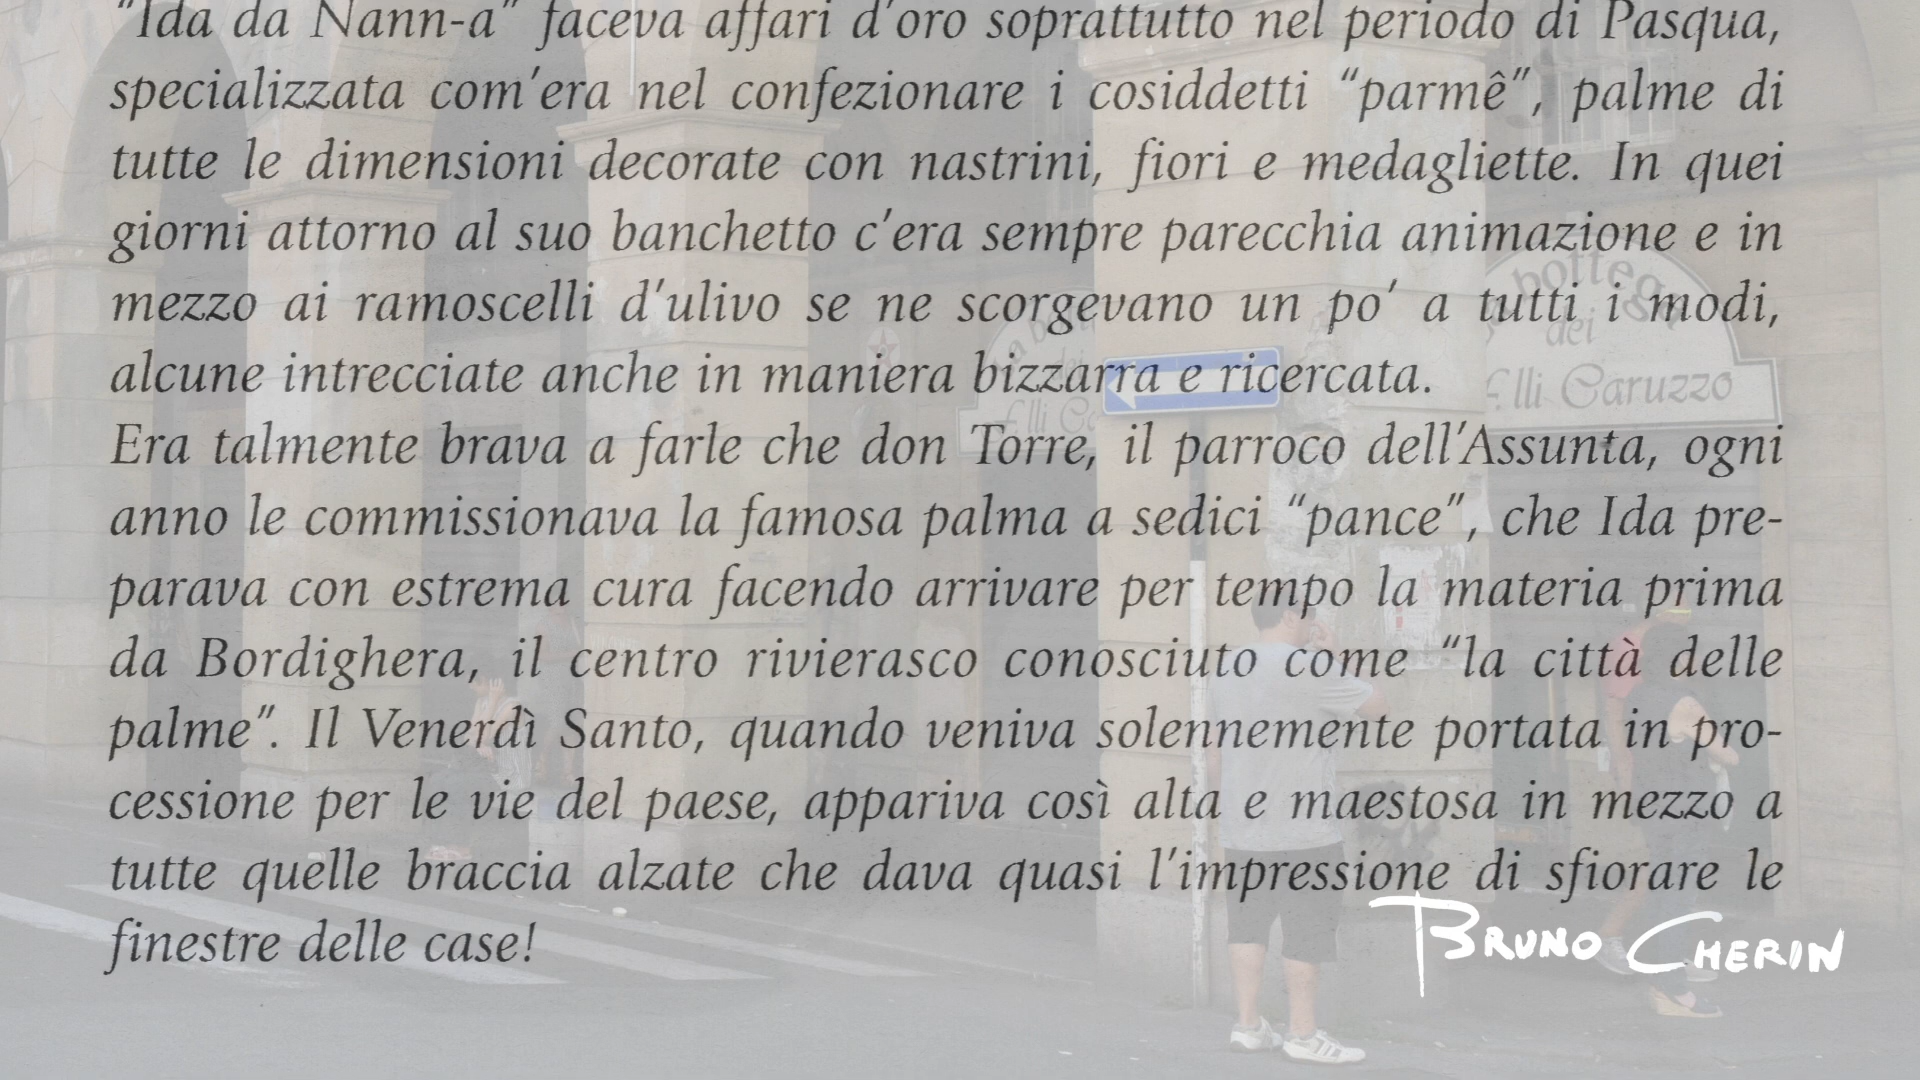 “Ida da Nann-a” faceva affari d’oro soprattutto nel periodo di Pasqua,
specializzata com’era nel confezionare i cosiddetti “parmê”, palme di
tutte le dimensioni decorate con nastrini, fiori e medagliette. In quei
giorni attorno al suo banchetto c’era sempre parecchia animazione e in
mezzo ai ramoscelli d’ulivo se ne scorgevano un po’ a tutti i modi,
alcune intrecciate anche in maniera bizzarra e ricercata.
Era talmente brava a farle che don Torre, il parroco dell’Assunta, ogni
anno le commissionava la famosa palma a sedici “pance”, che Ida pre-
parava con estrema cura facendo arrivare per tempo la materia prima
da Bordighera, il centro rivierasco conosciuto come “la città delle
palme”. Il Venerdì Santo, quando veniva solennemente portata in pro-
cessione per le vie del paese, appariva così alta e maestosa in mezzo a
tutte quelle braccia alzate che dava quasi l’impressione di sfiorare le
finestre delle case!
bottega
dei
F.lli Caruzzo
BRUNO CHERIN